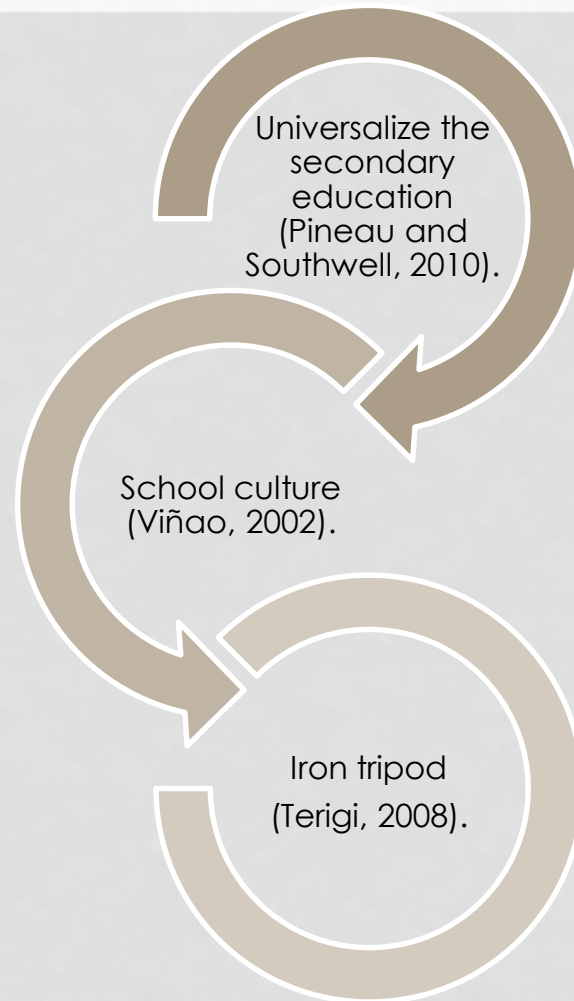 Universalize the
secondary
education
(Pineau and
Southwell, 2010).
School culture
(Viñao, 2002).
Iron tripod
(Terigi, 2008).